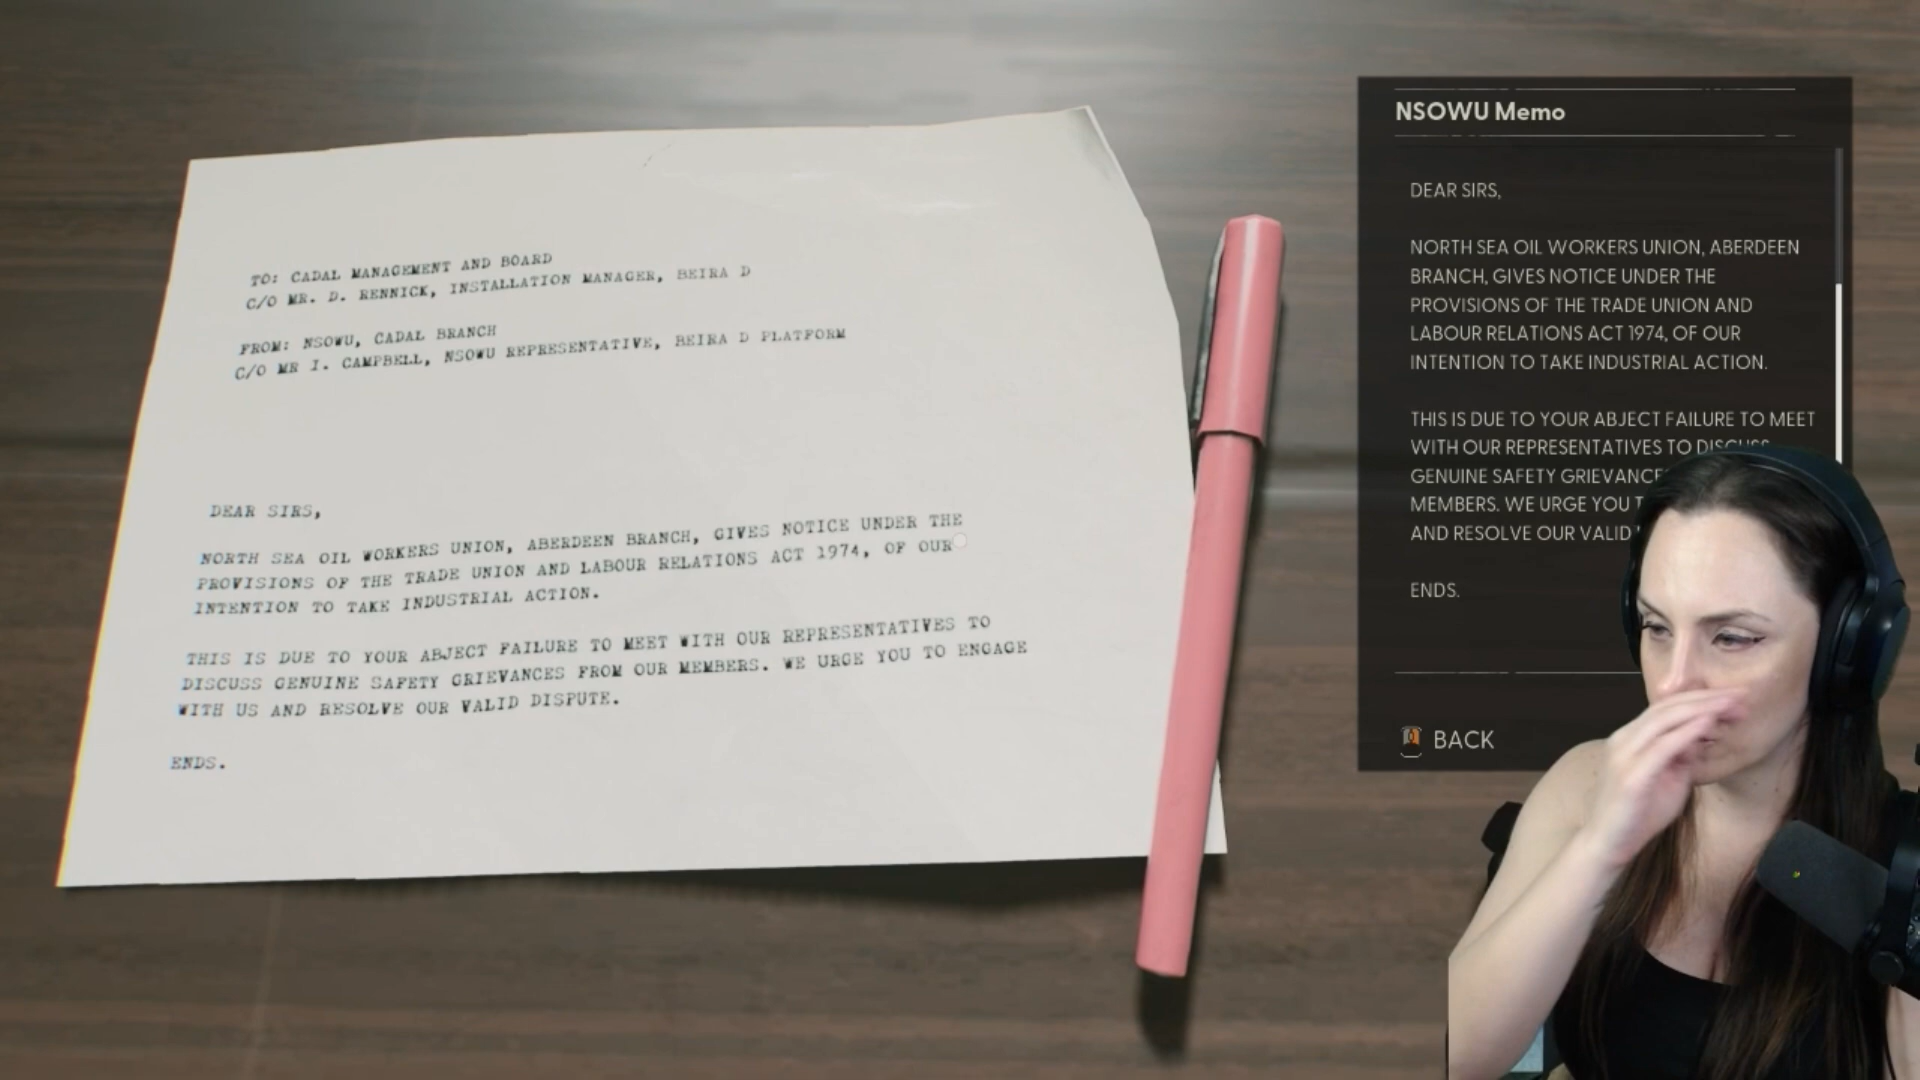 TO: CADAL MANAGEMENT AND BOARD
C/O MR. D. RENNICK, INSTALLATION MANAGER, BEIRA D
FROM: NSOWU, CADAL BRANCH
C/O MR I. CAMPBELL, NSOWU REPRESENTATIVE, BEIRA D PLATFORM
DEAR SIRS,
NORTH SEA OIL WORKERS UNION, ABERDEEN BRANCH, GIVES NOTICE UNDER THE
PROVISIONS OF THE TRADE UNION AND LABOUR RELATIONS ACT 1974, OF OUR
INTENTION TO TAKE INDUSTRIAL ACTION.
THIS IS DUE TO YOUR ABJECT FAILURE TO MEET WITH OUR REPRESENTATIVES TO
DISCUSS GENUINE SAFETY GRIEVANCES FROM OUR MEMBERS. WE URGE YOU TO ENGAGE
WITH US AND RESOLVE OUR VALID DISPUTE.
ENDS.
NSOWU Memo
DEAR SIRS,
NORTH SEA OIL WORKERS UNION, ABERDEEN
BRANCH, GIVES NOTICE UNDER THE
PROVISIONS OF THE TRADE UNION AND
LABOUR RELATIONS ACT 1974, OF OUR
INTENTION TO TAKE INDUSTRIAL ACTION.
THIS IS DUE TO YOUR ABJECT FAILURE TO MEET
WITH OUR REPRESENTATIVES TO DISCUSS
GENUINE SAFETY
MEMBERS. WE URGE YOU
AND RESOLVE OUR VALID
ENDS.
BACK